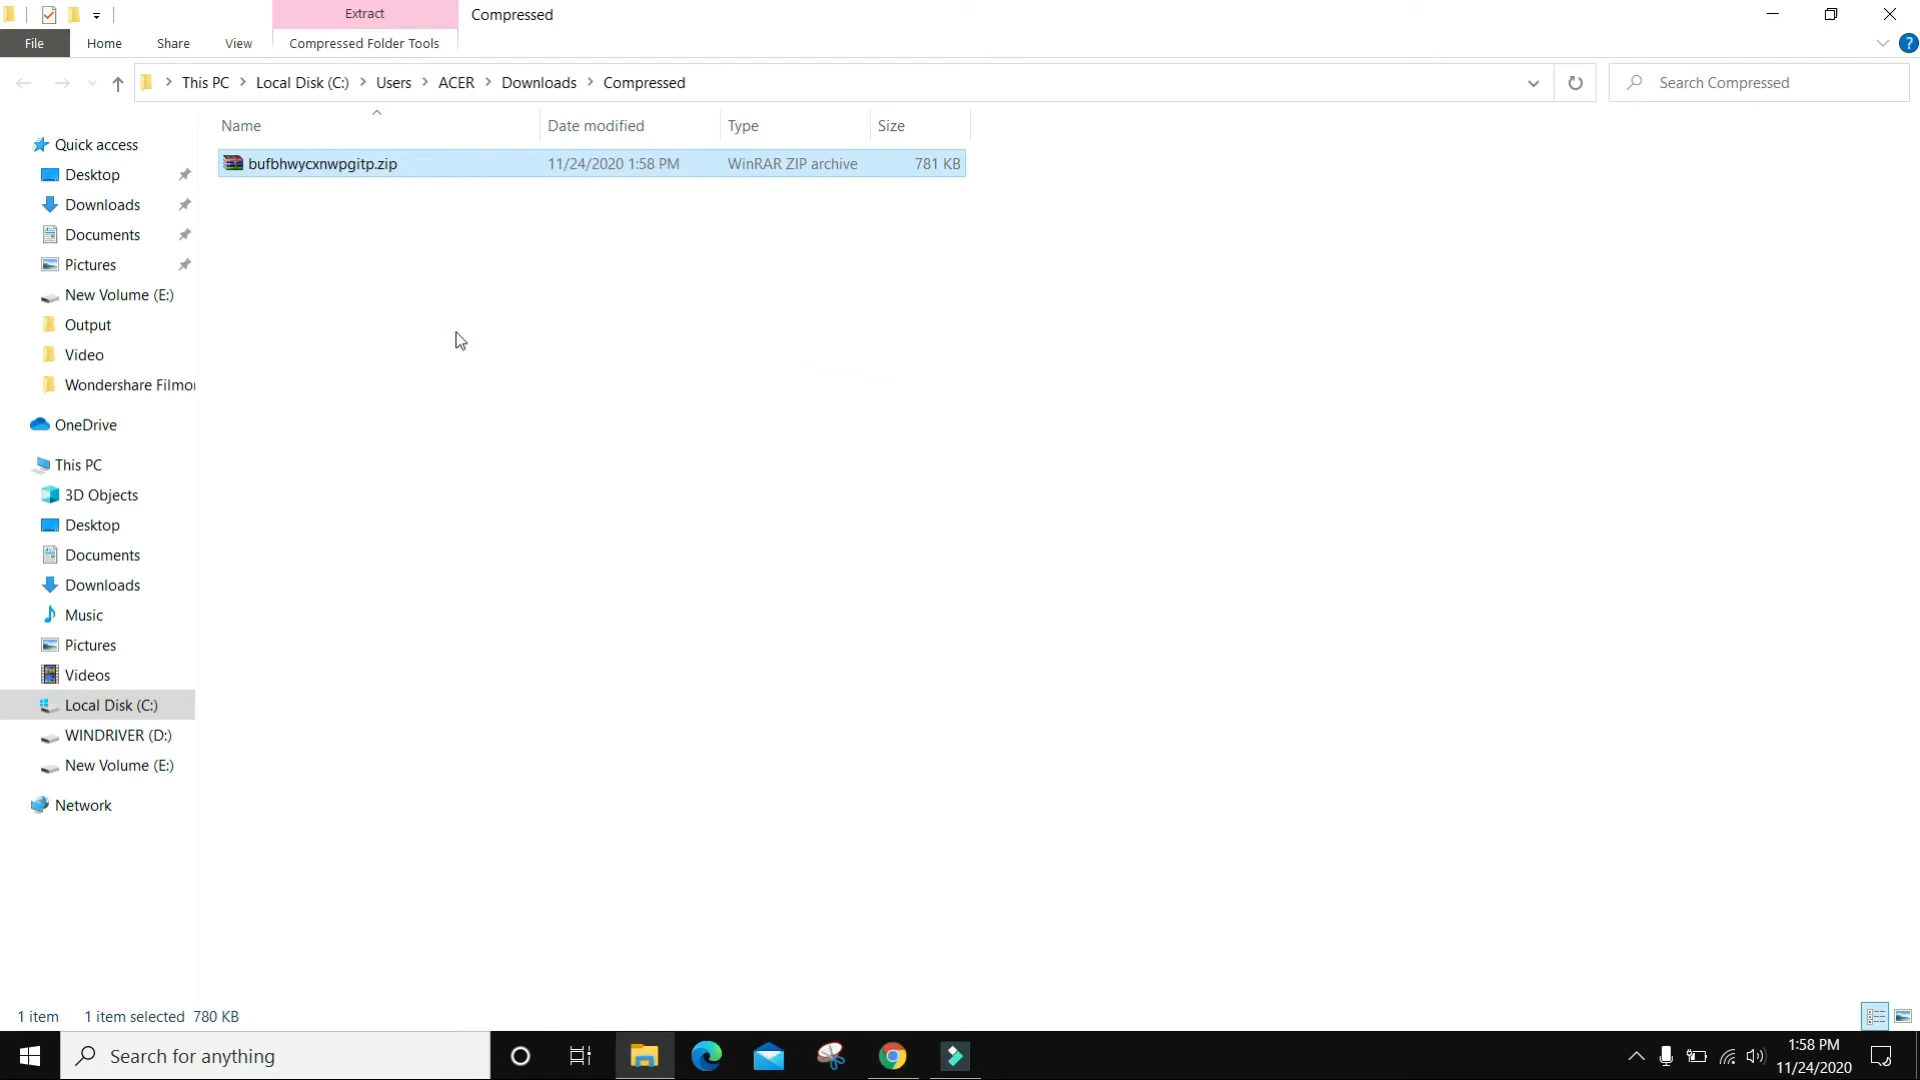 Extract
Compressed
File
Home
Share
View
Compressed Folder Tools
?
This PC
Local Disk (C:)
Users
ACER
Downloads
Compressed
Search Compressed
Name
Date modified
Type
Size
bufbhwycxnwpgitp.zip
11/24/2020 1:58 PM
WinRAR ZIP archive
781 KB
Quick access
Desktop
Downloads
Documents
Pictures
New Volume (E:)
Output
Video
Wondershare Filmo
OneDrive
This PC
3D Objects
Desktop
Documents
Downloads
Music
Pictures
Videos
Local Disk (C:)
WINDRIVER (D:)
New Volume (E:)
Network
1 item
1 item selected 780 KB
Search for anything
1:58 PM
11/24/2020